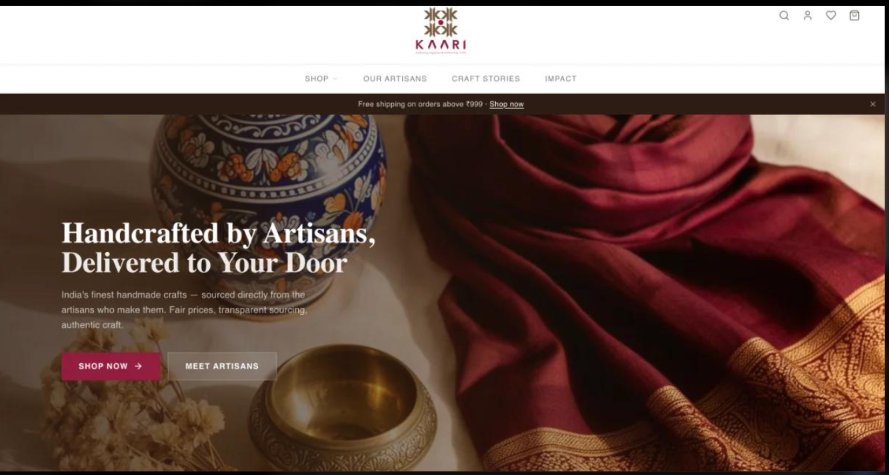 KAARI
SHOP
OUR ARTISANS
CRAFT STORIES
IMPACT
Free shipping on orders above ₹999 · Shop now
Handcrafted by Artisans,
Delivered to Your Door
India's finest handmade crafts — sourced directly from the
artisans who make them. Fair prices, transparent sourcing,
authentic craft.
SHOP NOW →
MEET ARTISANS